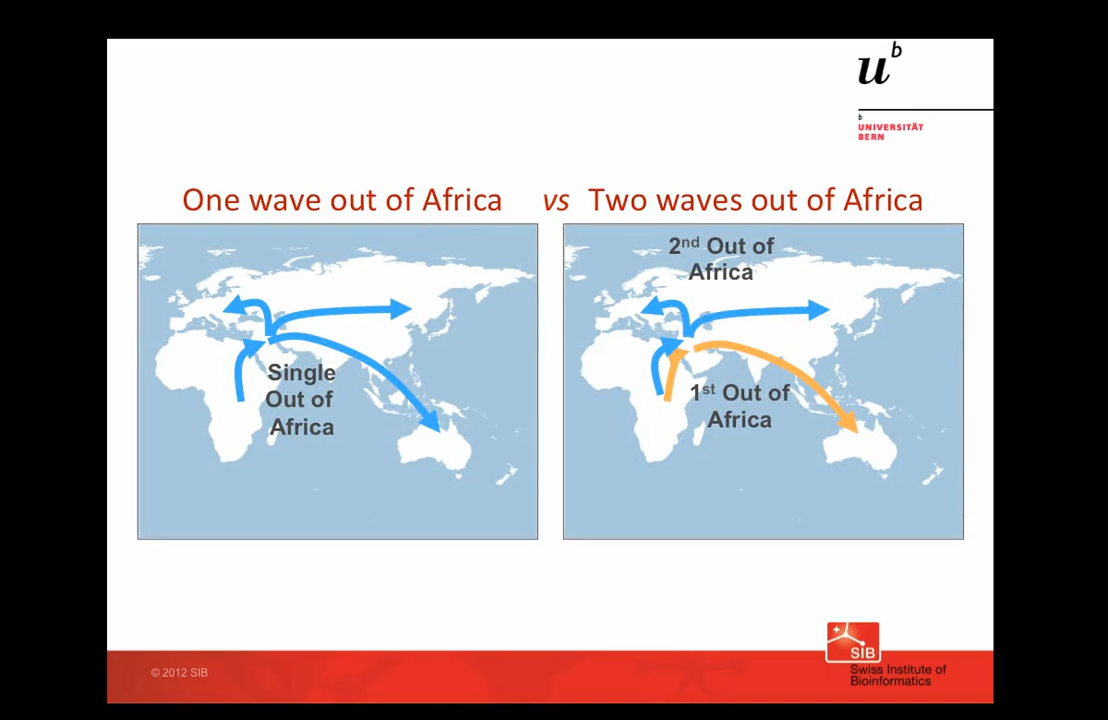 u^b
b
UNIVERSITÄT
BERN
One wave out of Africa vs Two waves out of Africa
Single
Out of
Africa
2nd Out of
Africa
1st Out of
Africa
SIB
Swiss Institute of
Bioinformatics
© 2012 SIB